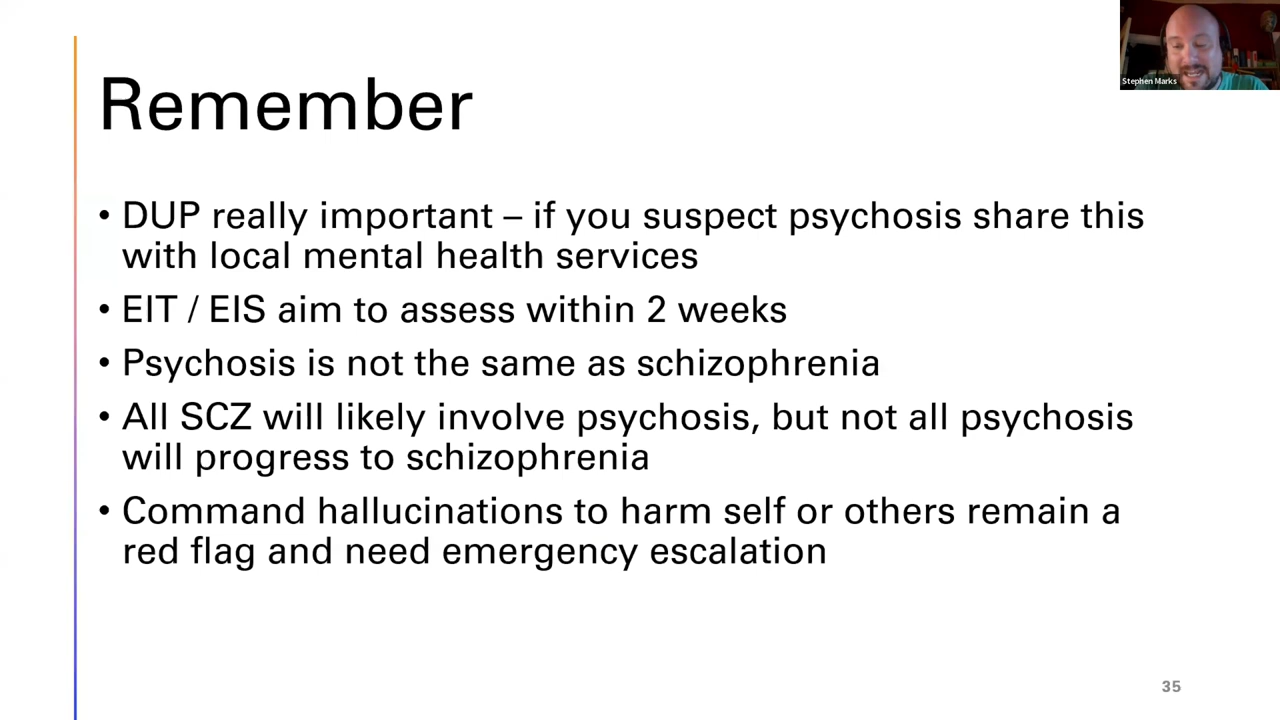 Stephen Marks
Remember
• DUP really important – if you suspect psychosis share this
with local mental health services
• EIT / EIS aim to assess within 2 weeks
• Psychosis is not the same as schizophrenia
• All SCZ will likely involve psychosis, but not all psychosis
will progress to schizophrenia
• Command hallucinations to harm self or others remain a
red flag and need emergency escalation
35